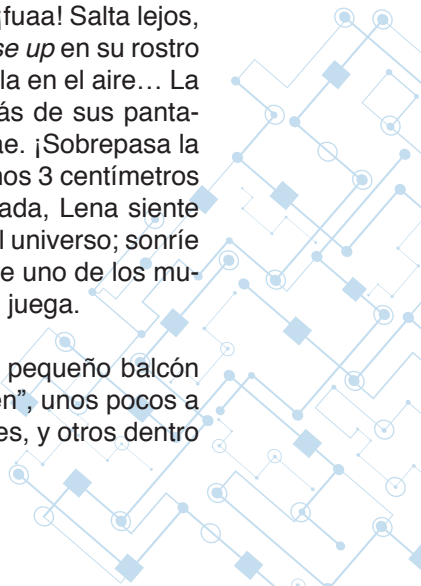 ¡fuaa! Salta lejos,
se up en su rostro
la en el aire… La
ás de sus panta-
ae. ¡Sobrepasa la
nos 3 centímetros
ada, Lena siente
l universo; sonríe
e uno de los mu-
juega.
pequeño balcón
en”, unos pocos a
es, y otros dentro